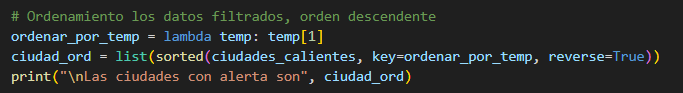 # Ordenamiento los datos filtrados, orden descendente
ordenar_por_temp = lambda temp: temp[1]
ciudad_ord = list(sorted(ciudades_calientes, key=ordenar_por_temp, reverse=True))
print("\nLas ciudades con alerta son", ciudad_ord)